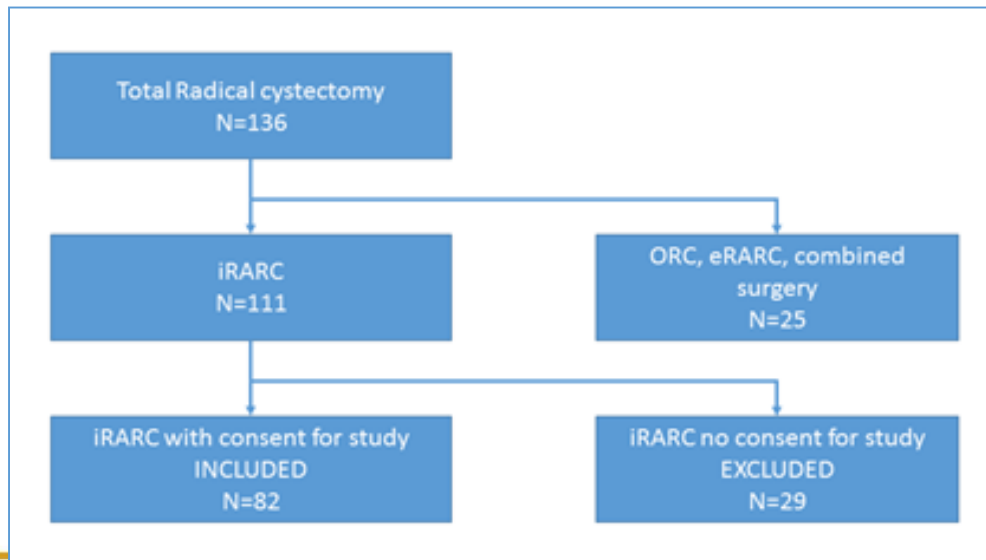 Total Radical cystectomy
N=136
iRARC
N=111
ORC, eRARC, combined
surgery
N=25
iRARC with consent for study
INCLUDED
N=82
iRARC no consent for study
EXCLUDED
N=29